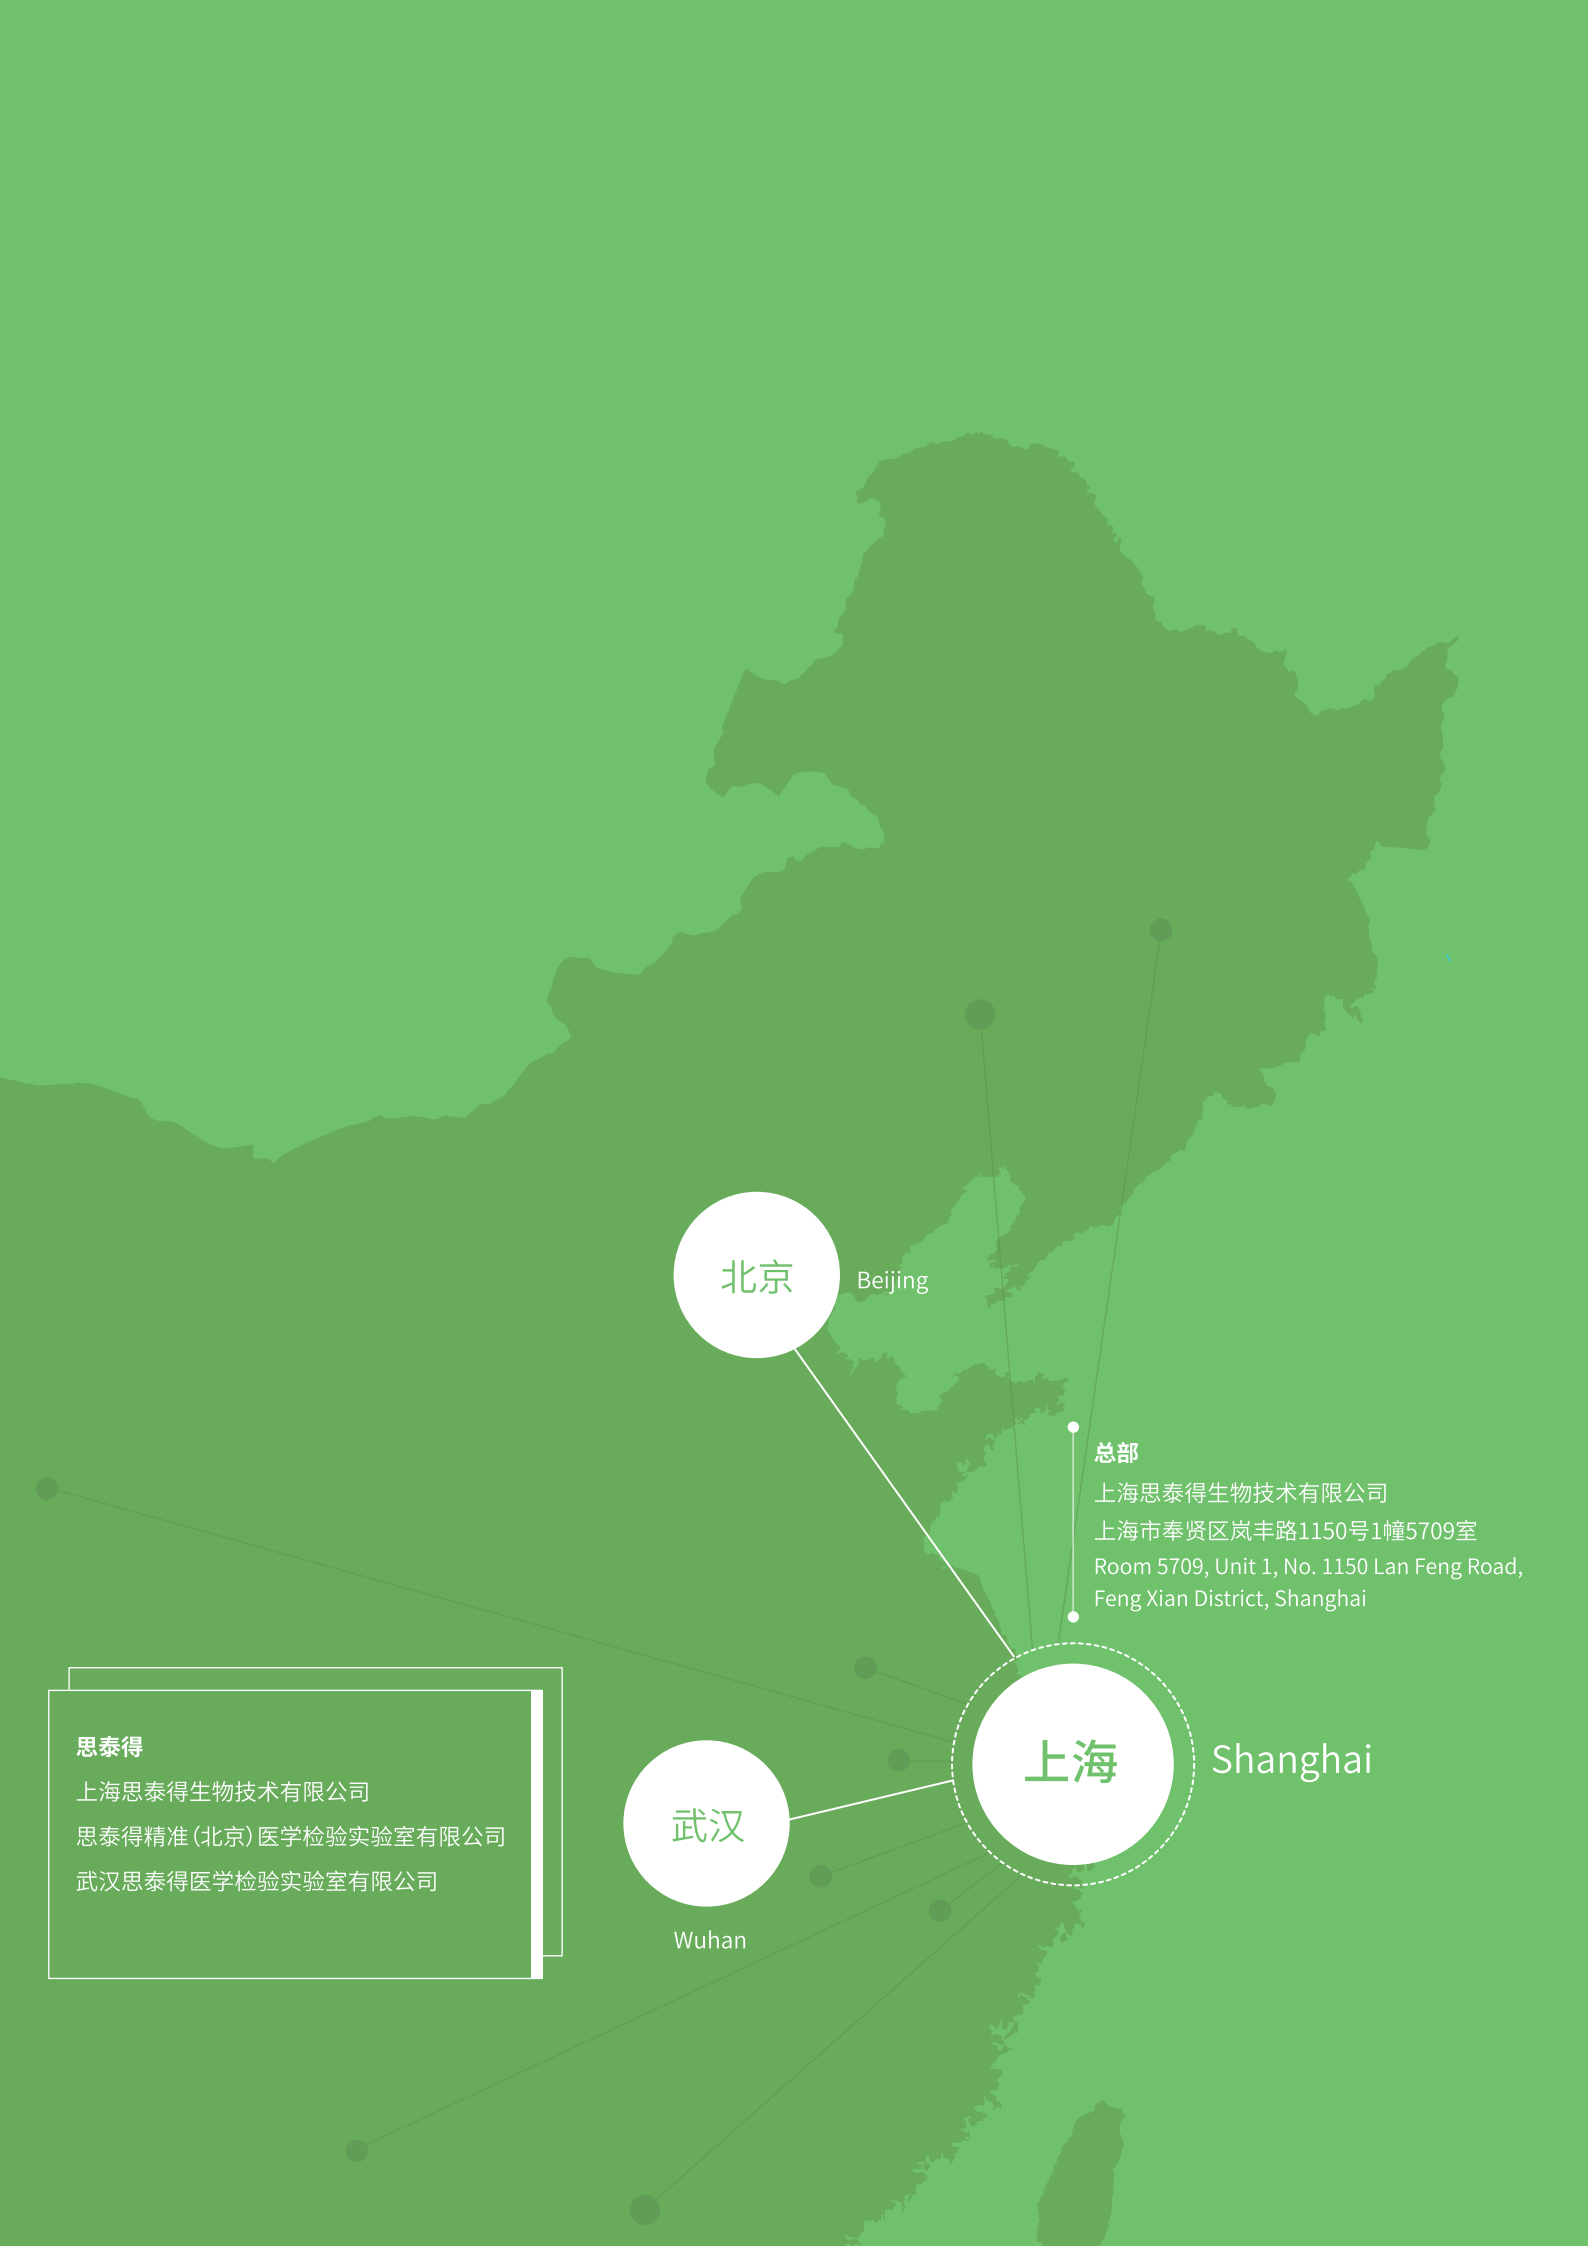 北京
Beijing
总部
上海思泰得生物技术有限公司
上海市奉贤区岚丰路1150号1幢5709室
Room 5709, Unit 1, No. 1150 Lan Feng Road,
Feng Xian District, Shanghai
上海
Shanghai
思泰得
上海思泰得生物技术有限公司
思泰得精准(北京)医学检验实验室有限公司
武汉思泰得医学检验实验室有限公司
武汉
Wuhan